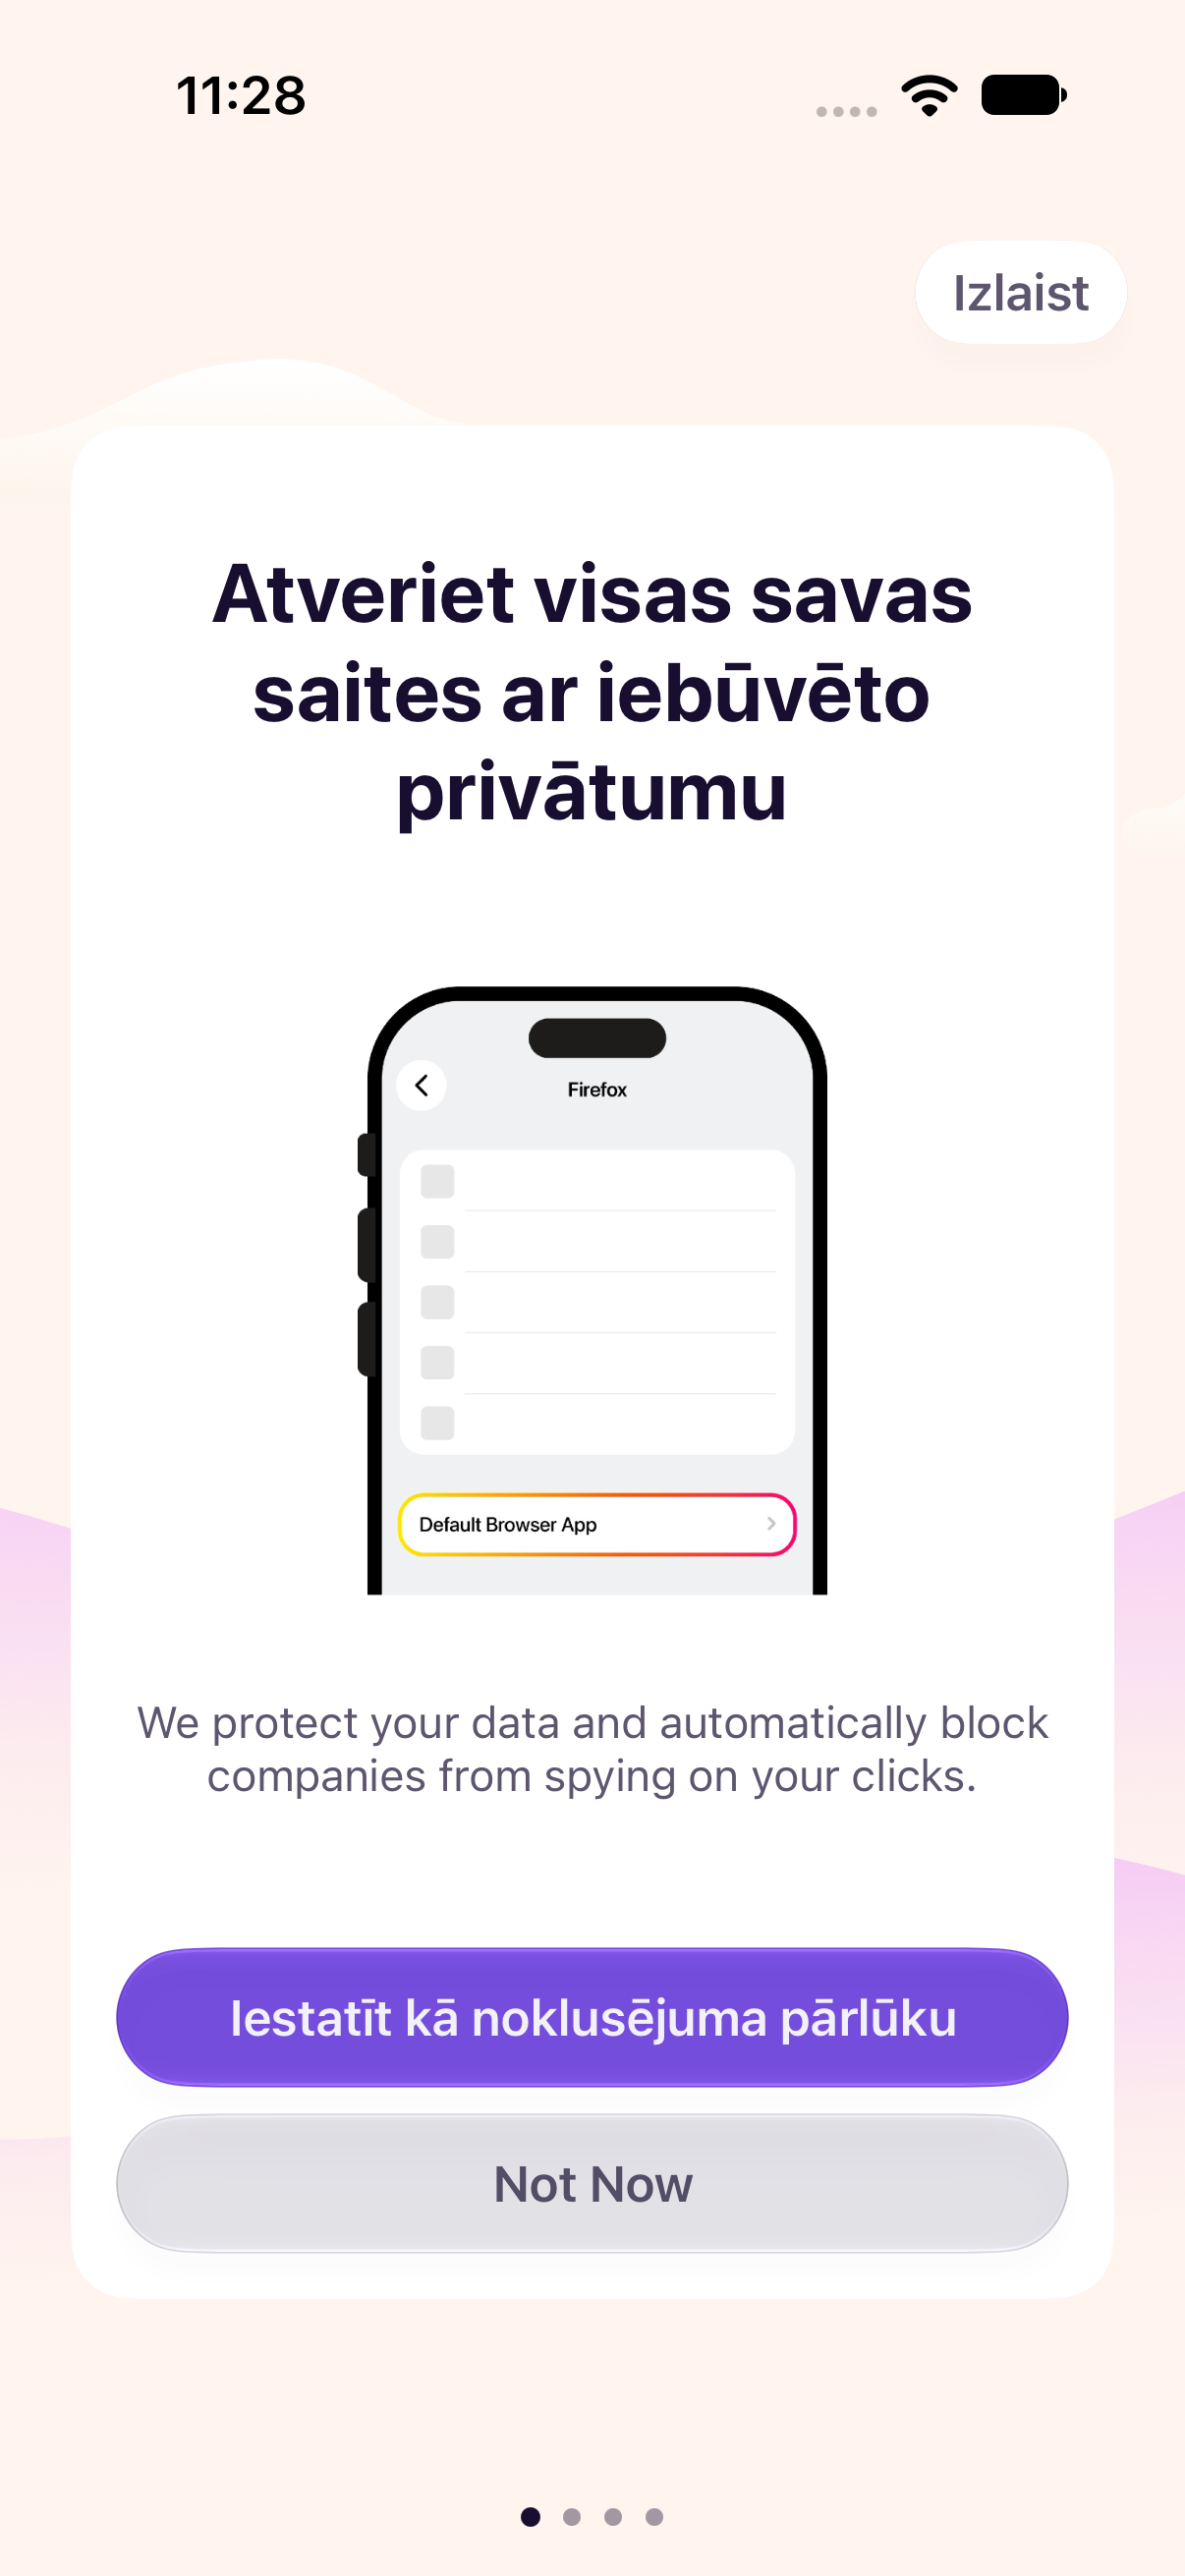 11:28
Izlaist
Atveriet visas savas
saites ar iebūvēto
privātumu
Firefox
Default Browser App
We protect your data and automatically block
companies from spying on your clicks.
Iestatīt kā noklusējuma pārlūku
Not Now